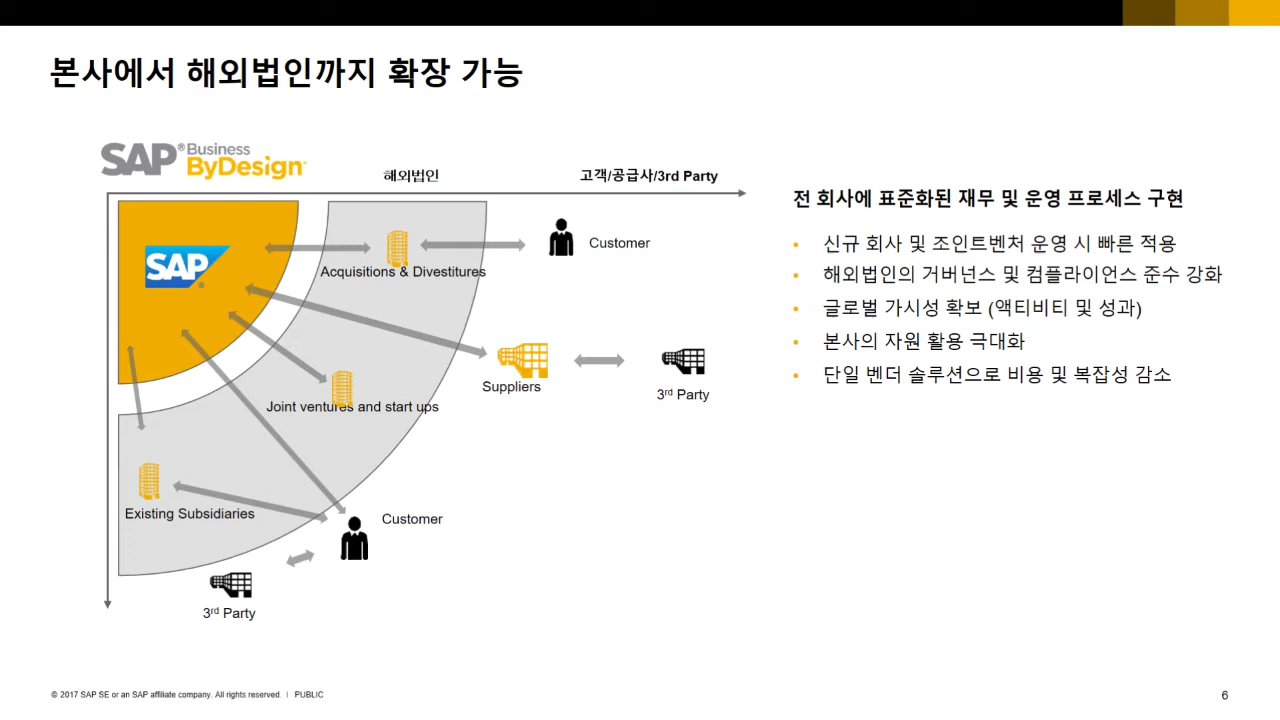 본사에서 해외법인까지 확장 가능
SAP® Business ByDesign™
해외법인
고객/공급사/3rd Party
SAP®
Acquisitions & Divestitures
Customer
Suppliers
3rd Party
Joint ventures and start ups
Existing Subsidiaries
Customer
3rd Party
전 회사에 표준화된 재무 및 운영 프로세스 구현
• 신규 회사 및 조인트벤처 운영 시 빠른 적용
• 해외법인의 거버넌스 및 컴플라이언스 준수 강화
• 글로벌 가시성 확보 (액티비티 및 성과)
• 본사의 자원 활용 극대화
• 단일 벤더 솔루션으로 비용 및 복잡성 감소
© 2017 SAP SE or an SAP affiliate company. All rights reserved. I PUBLIC
6